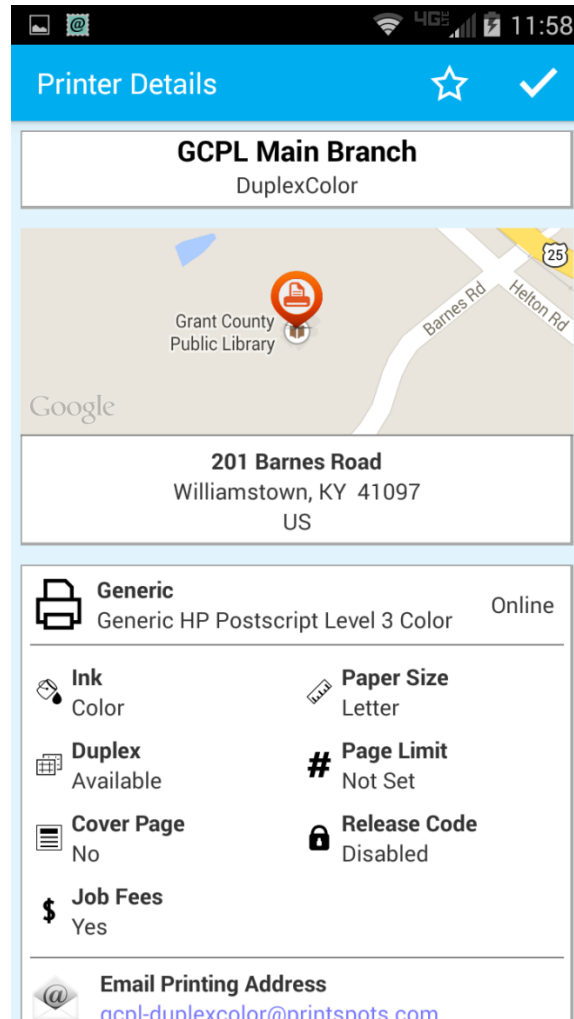 4G LTE 11:58
Printer Details
GCPL Main Branch
DuplexColor
25
Barnes Rd
Helton Rd
Grant County
Public Library
Google
201 Barnes Road
Williamstown, KY 41097
US
Generic
Generic HP Postscript Level 3 Color
Online
Ink
Color
Paper Size
Letter
Duplex
Available
# Page Limit
Not Set
Cover Page
No
Release Code
Disabled
$ Job Fees
Yes
@ Email Printing Address
gcpl-duplexcolor@printspots.com